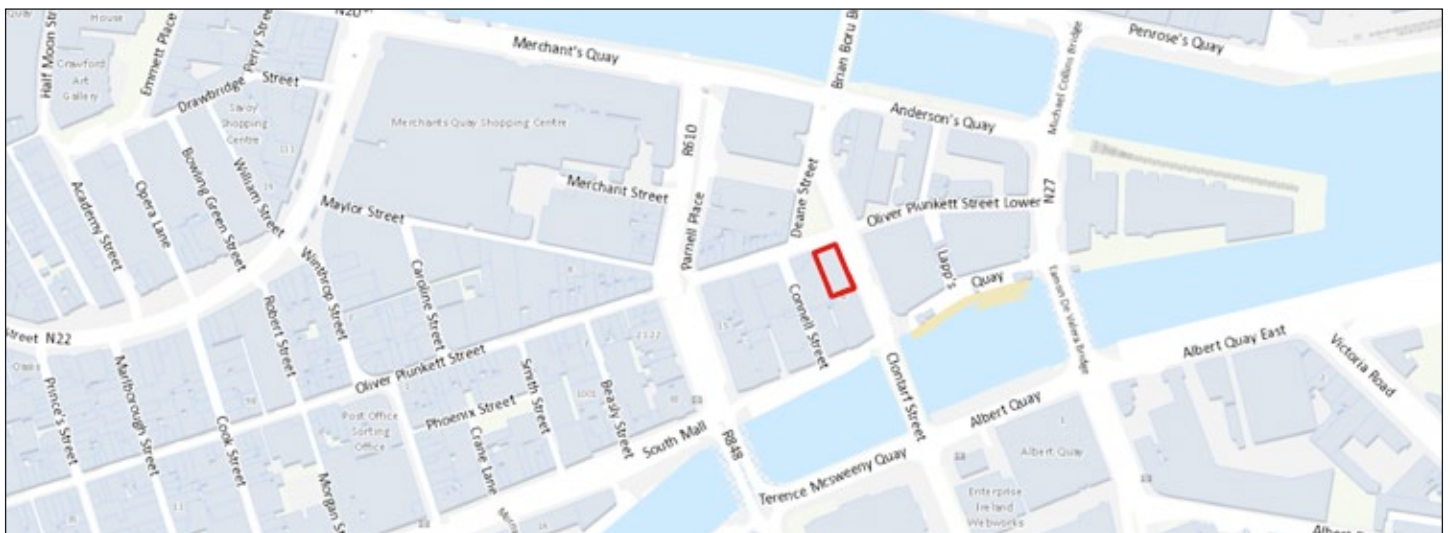 House
N20
Half Moon Str
Emmett Place
Perry Street
Crawford
Art
Gallery
Drawbridge Street
Savoy
Shopping
Centre
111
Merchant's Quay
Merchants Quay Shopping Centre
R610
Brian Boru B
Anderson's Quay
Michael Collins Bridge
Penrose's Quay
Academy Street
Opera Lane
Bowling Green Street
William Street
Maylor Street
Merchant Street
Parnell Place
Deane Street
Oliver Plunkett Street Lower
N27
Lapp's Quay
Winthrop Street
Robert Street
Caroline Street
Connell Street
Clontarf Street
Eamon De Valera Bridge
Albert Quay East
Victoria Road
treet N22
Prince's Street
Marlborough Street
Cook Street
Oliver Plunkett Street
Post Office
Sorting
Office
Phoenix Street
Smith Street
Beasly Street
Crane Lane
Morgan S
South Mall
R848
Terence Mcsweeny Quay
Albert Quay
Albert Quay
Enterprise
Ireland
Webworks